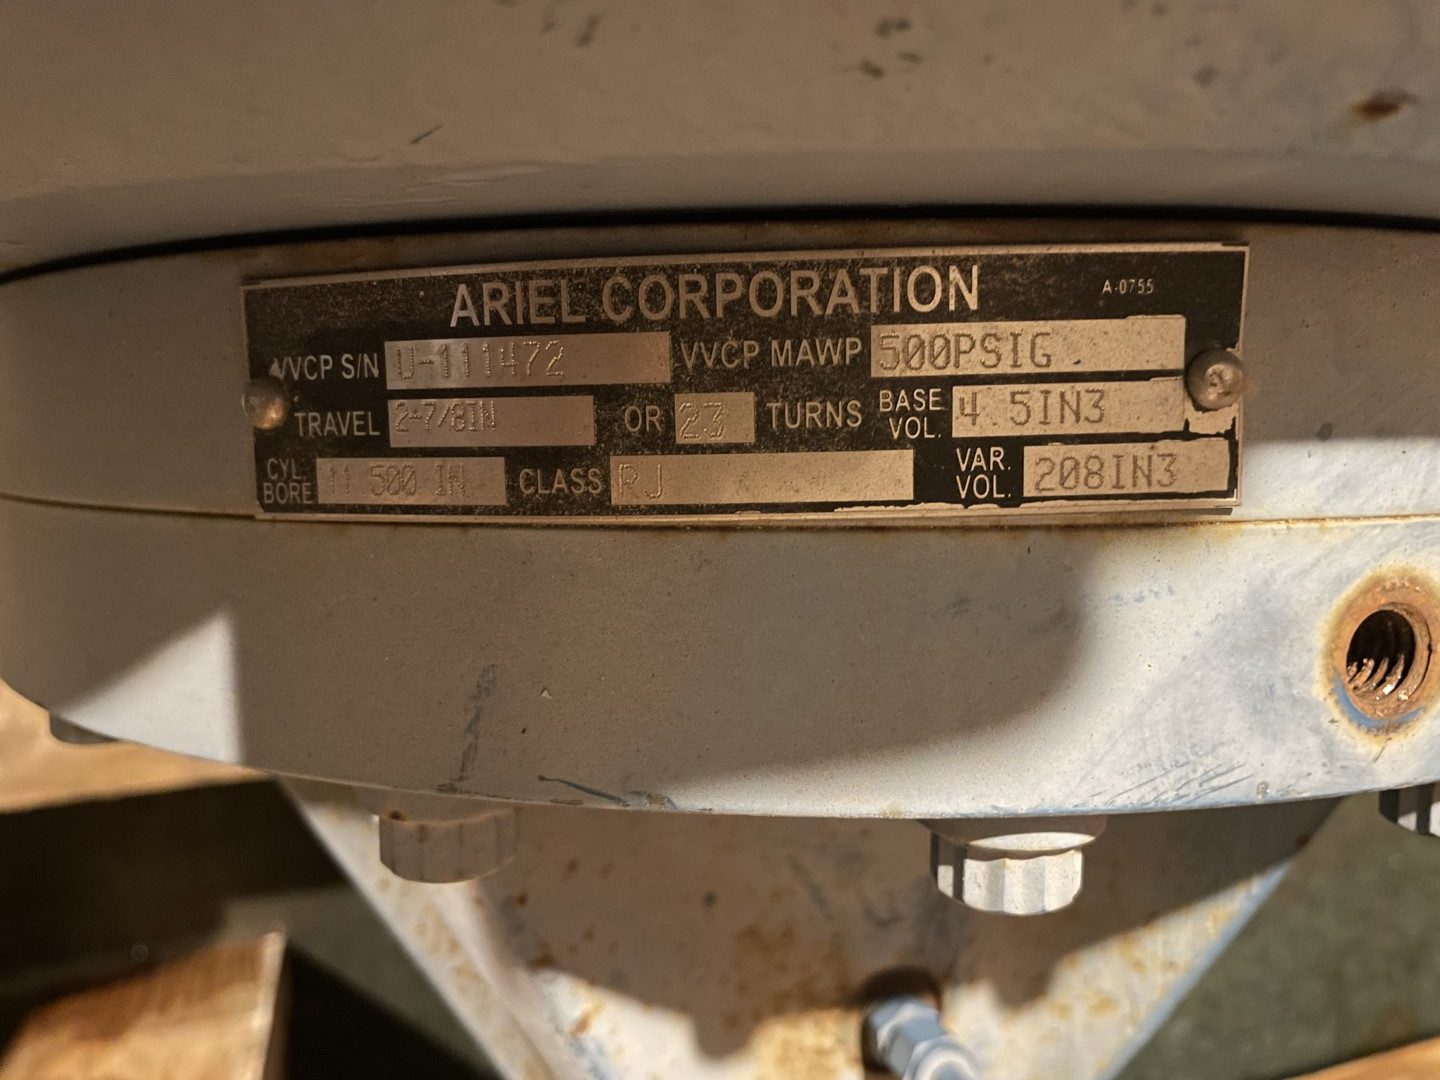 ARIEL CORPORATION A-0755
VVCP S/N U-111472 VVCP MAWP 500PSIG
TRAVEL 2-7/8IN OR 23 TURNS BASE VOL. 4.5IN3
CYL. BORE 11.500 IN CLASS RJ VAR. VOL. 208IN3